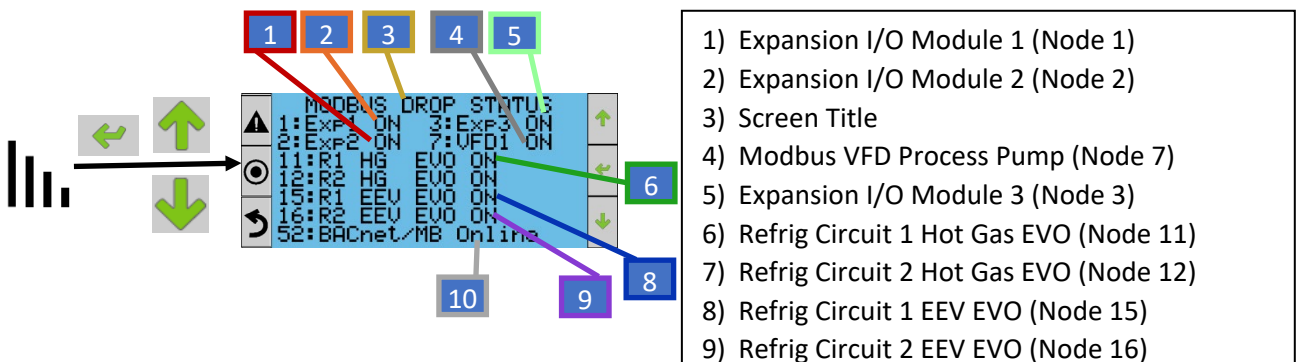 1 2 3 4 5
MODBUS DROP STATUS
1:Exp1 ON 3:Exp3 ON
2:Exp2 ON 7:VFD1 ON
11:R1 HG EVO ON
12:R2 HG EVO ON
15:R1 EEV EVO ON
16:R2 EEV EVO ON
52:BACnet/MB Online
6
8
9
10
1) Expansion I/O Module 1 (Node 1)
2) Expansion I/O Module 2 (Node 2)
3) Screen Title
4) Modbus VFD Process Pump (Node 7)
5) Expansion I/O Module 3 (Node 3)
6) Refrig Circuit 1 Hot Gas EVO (Node 11)
7) Refrig Circuit 2 Hot Gas EVO (Node 12)
8) Refrig Circuit 1 EEV EVO (Node 15)
9) Refrig Circuit 2 EEV EVO (Node 16)